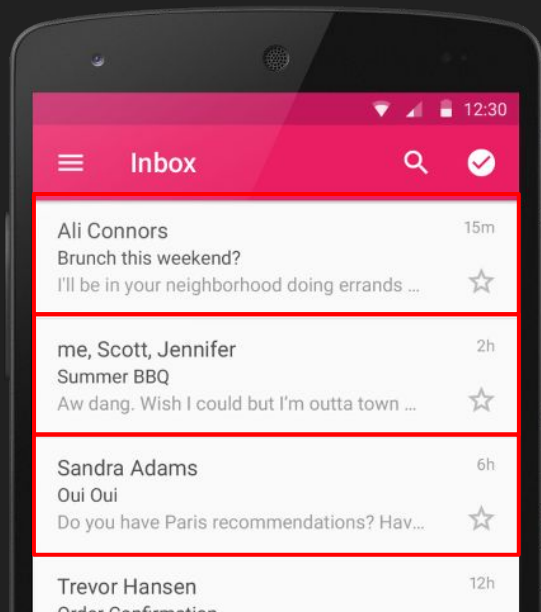 12:30
Inbox
Ali Connors 15m
Brunch this weekend?
I'll be in your neighborhood doing errands ...
me, Scott, Jennifer 2h
Summer BBQ
Aw dang. Wish I could but I'm outta town ...
Sandra Adams 6h
Oui Oui
Do you have Paris recommendations? Hav...
Trevor Hansen 12h
Order Confirmation